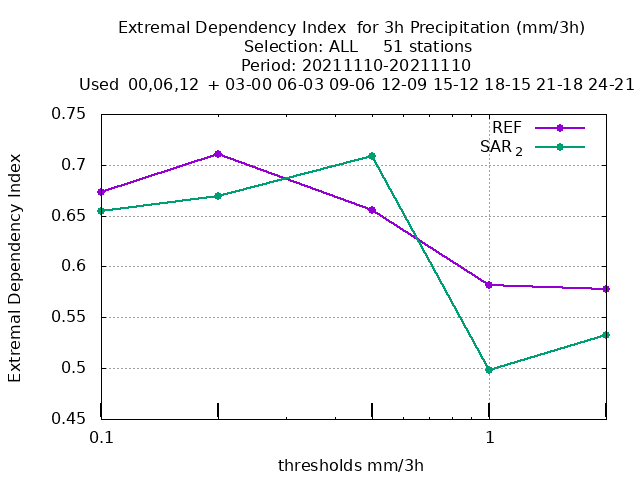 Extremal Dependency Index  for 3h Precipitation (mm/3h)
Selection: ALL     51 stations
Period: 20211110-20211110
Used  00,06,12  + 03-00 06-03 09-06 12-09 15-12 18-15 21-18 24-21
0.75
REF
SAR 2
0.7
0.65
0.6
0.55
0.5
0.45
Extremal Dependency Index
0.1
1
thresholds mm/3h